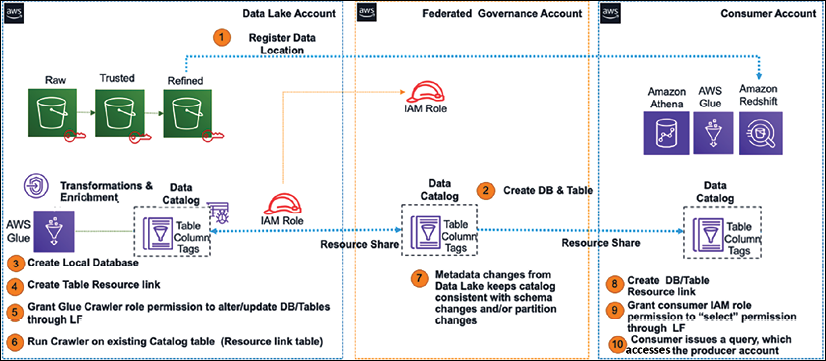 aws
Data Lake Account
aws
Federated Governance Account
aws
Consumer Account
1
Register Data
Location
Raw
Trusted
Refined
IAM Role
Amazon
Athena
AWS
Glue
Amazon
Redshift
Transformations &
Enrichment
Data
Catalog
AWS
Glue
Table
Column
Tags
IAM Role
Resource Share
Data
Catalog
Table
Column
Tags
2
Create DB & Table
Resource Share
Data
Catalog
Table
Column
Tags
3 Create Local Database
4 Create Table Resource link
5 Grant Glue Crawler role permission to alter/update DB/Tables
through LF
6 Run Crawler on existing Catalog table (Resource link table)
7 Metadata changes from
Data Lake keeps catalog
consistent with schema
changes and/or partition
changes
8 Create DB/Table
Resource link
9 Grant consumer IAM role
permission to “select” permission
through LF
10 Consumer issues a query, which
accesses the producer account